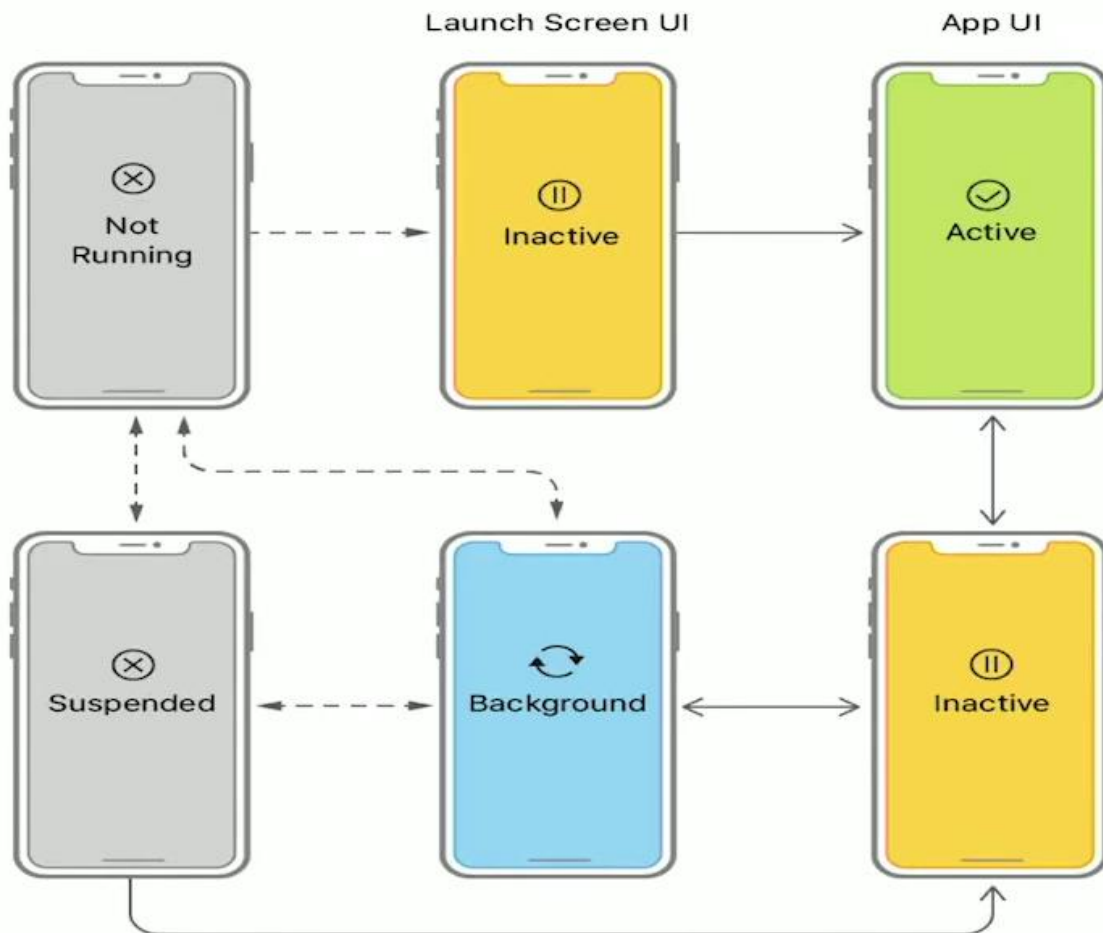 Launch Screen UI
App UI
Not
Running
Inactive
Active
Suspended
Background
Inactive